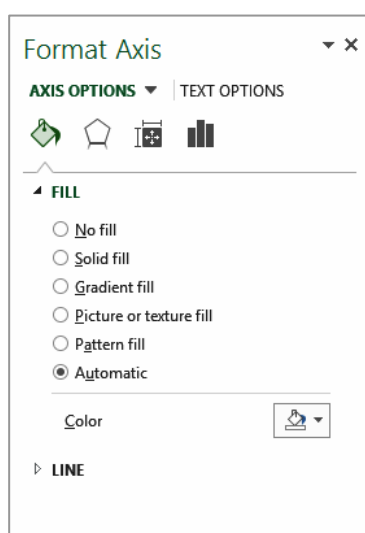 Format Axis
AXIS OPTIONS TEXT OPTIONS
FILL
No fill
Solid fill
Gradient fill
Picture or texture fill
Pattern fill
Automatic
Color
LINE